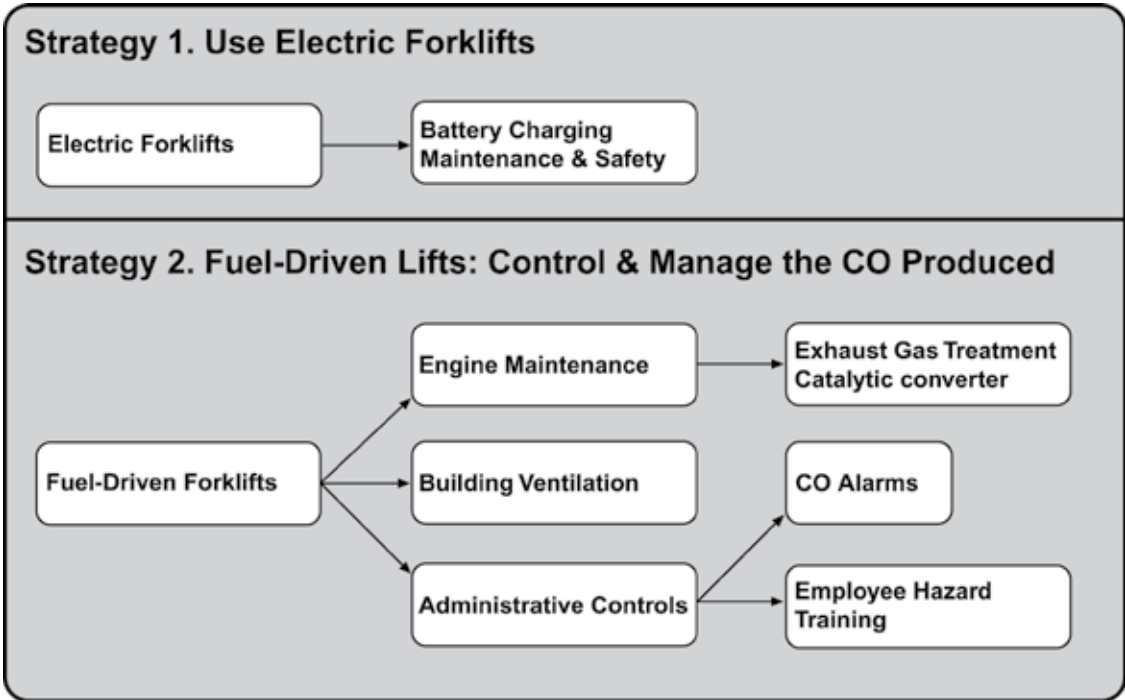 Strategy 1. Use Electric Forklifts
Electric Forklifts
Battery Charging
Maintenance & Safety
Strategy 2. Fuel-Driven Lifts: Control & Manage the CO Produced
Fuel-Driven Forklifts
Engine Maintenance
Exhaust Gas Treatment
Catalytic converter
Building Ventilation
Administrative Controls
CO Alarms
Employee Hazard
Training